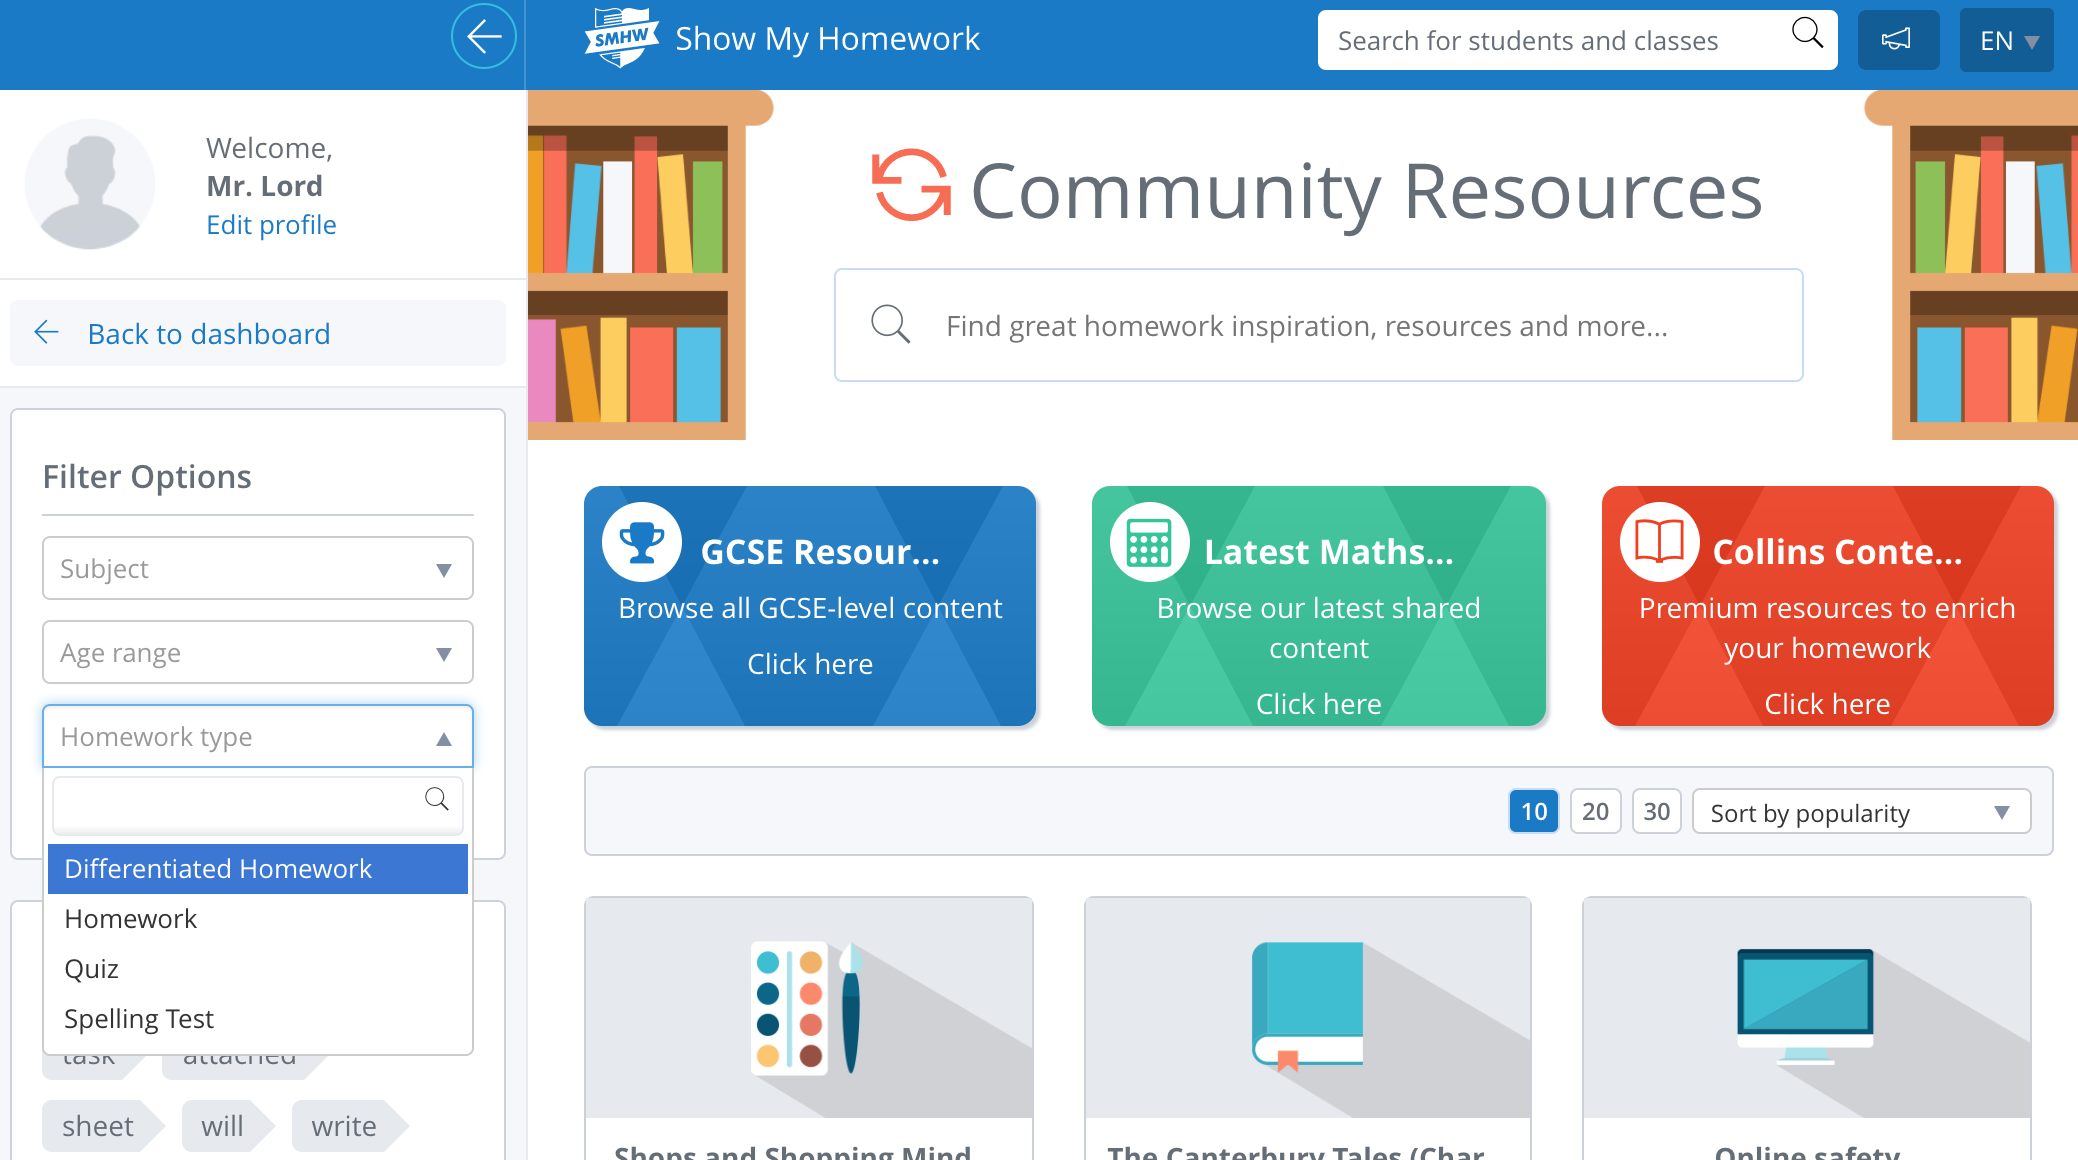 SMHW
Show My Homework
Search for students and classes
EN
Welcome,
Mr. Lord
Edit profile
Back to dashboard
Filter Options
Subject
Age range
Homework type
Differentiated Homework
Homework
Quiz
Spelling Test
task attached
sheet will write
Community Resources
Find great homework inspiration, resources and more...
GCSE Resour...
Browse all GCSE-level content
Click here
Latest Maths...
Browse our latest shared
content
Click here
Collins Conte...
Premium resources to enrich
your homework
Click here
10 20 30 Sort by popularity
Shops and Shopping Mind
The Canterbury Tales (Char
Online safety